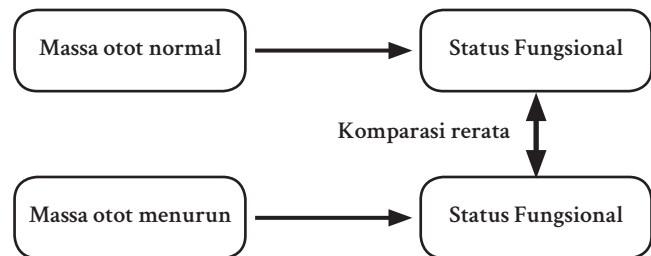 Massa otot normal
Status Fungsional
Komparasi rerata
Massa otot menurun
Status Fungsional